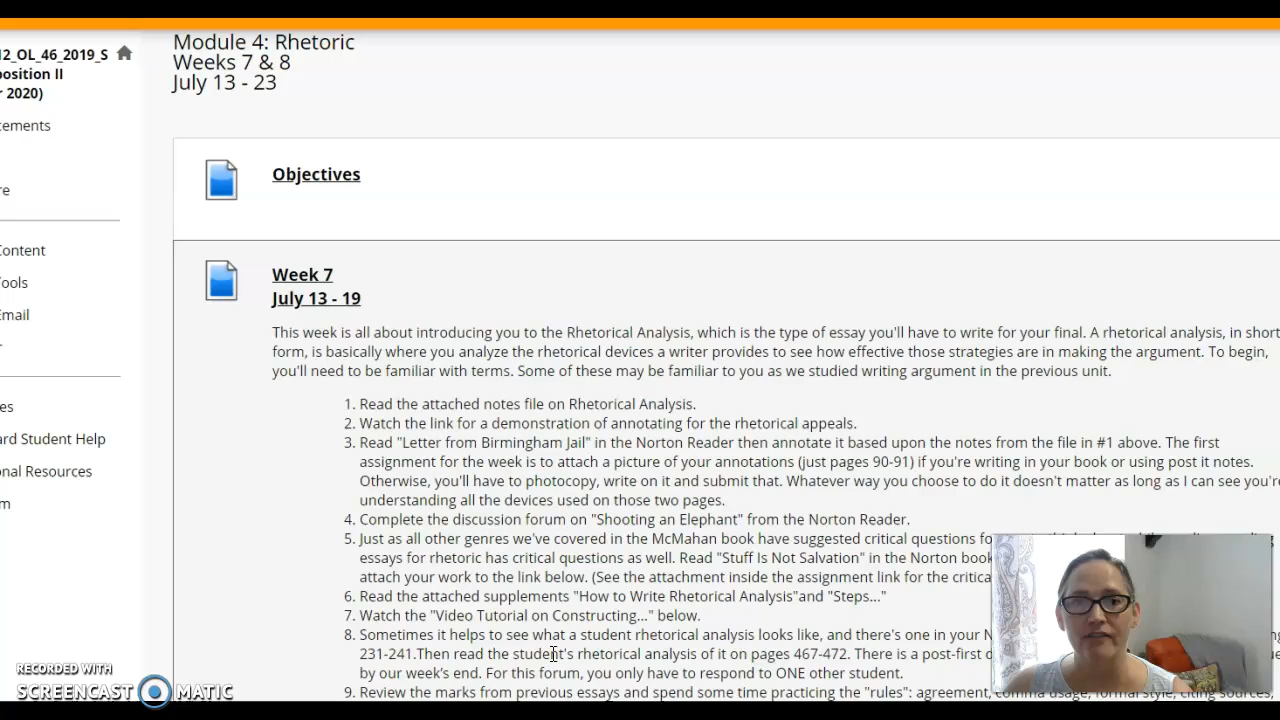 Module 4: Rhetoric
Weeks 7 & 8
July 13 - 23
12_OL_46_2019_S
position II
r 2020)
cements
re
Content
Tools
Email
r
es
ard Student Help
onal Resources
m
Objectives
Week 7
July 13 - 19
This week is all about introducing you to the Rhetorical Analysis, which is the type of essay you'll have to write for your final. A rhetorical analysis, in short
form, is basically where you analyze the rhetorical devices a writer provides to see how effective those strategies are in making the argument. To begin,
you'll need to be familiar with terms. Some of these may be familiar to you as we studied writing argument in the previous unit.
1. Read the attached notes file on Rhetorical Analysis.
2. Watch the link for a demonstration of annotating for the rhetorical appeals.
3. Read "Letter from Birmingham Jail" in the Norton Reader then annotate it based upon the notes from the file in #1 above. The first
assignment for the week is to attach a picture of your annotations (just pages 90-91) if you're writing in your book or using post it notes.
Otherwise, you'll have to photocopy, write on it and submit that. Whatever way you choose to do it doesn't matter as long as I can see you're
understanding all the devices used on those two pages.
4. Complete the discussion forum on "Shooting an Elephant" from the Norton Reader.
5. Just as all other genres we've covered in the McMahan book have suggested critical questions fo
essays for rhetoric has critical questions as well. Read "Stuff Is Not Salvation" in the Norton book
attach your work to the link below. (See the attachment inside the assignment link for the critica
6. Read the attached supplements "How to Write Rhetorical Analysis"and "Steps..."
7. Watch the "Video Tutorial on Constructing..." below.
8. Sometimes it helps to see what a student rhetorical analysis looks like, and there's one in your N
231-241.Then read the student's rhetorical analysis of it on pages 467-472. There is a post-first d
by our week's end. For this forum, you only have to respond to ONE other student.
9. Review the marks from previous essays and spend some time practicing the "rules": agreement, comma usage, formal style, citing sources,
RECORDED WITH
SCREENCAST MATIC